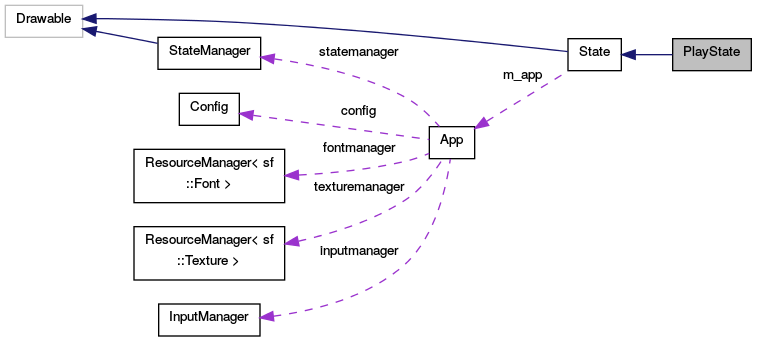 Drawable
StateManager
statemanager
State
PlayState
m_app
Config
config
App
ResourceManager< sf
::Font >
fontmanager
texturemanager
ResourceManager< sf
::Texture >
inputmanager
InputManager